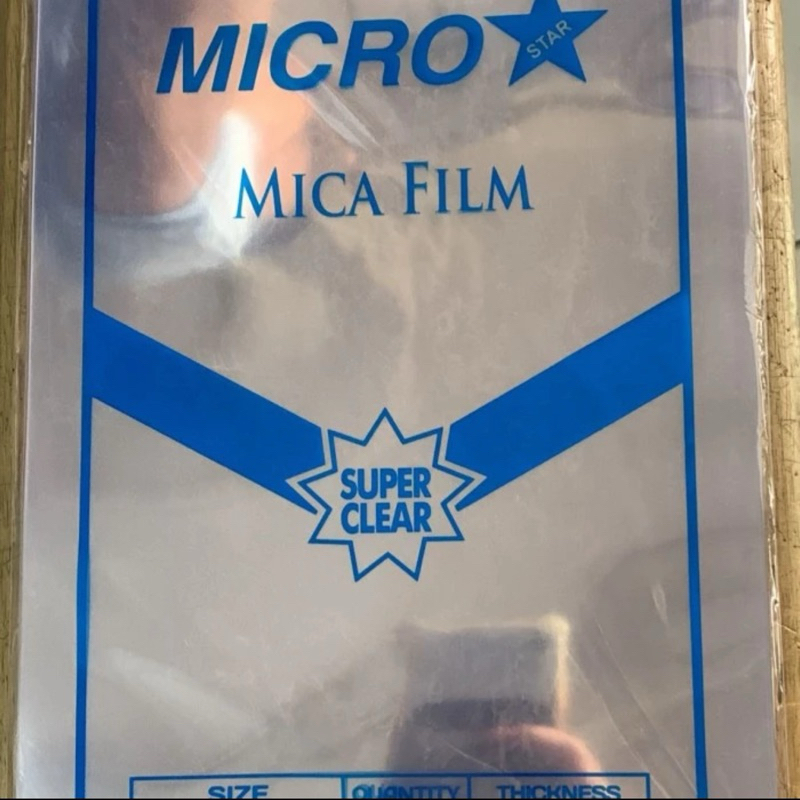 MICRO STAR
MICA FILM
SUPER
CLEAR
SIZE QUANTITY THICKNESS